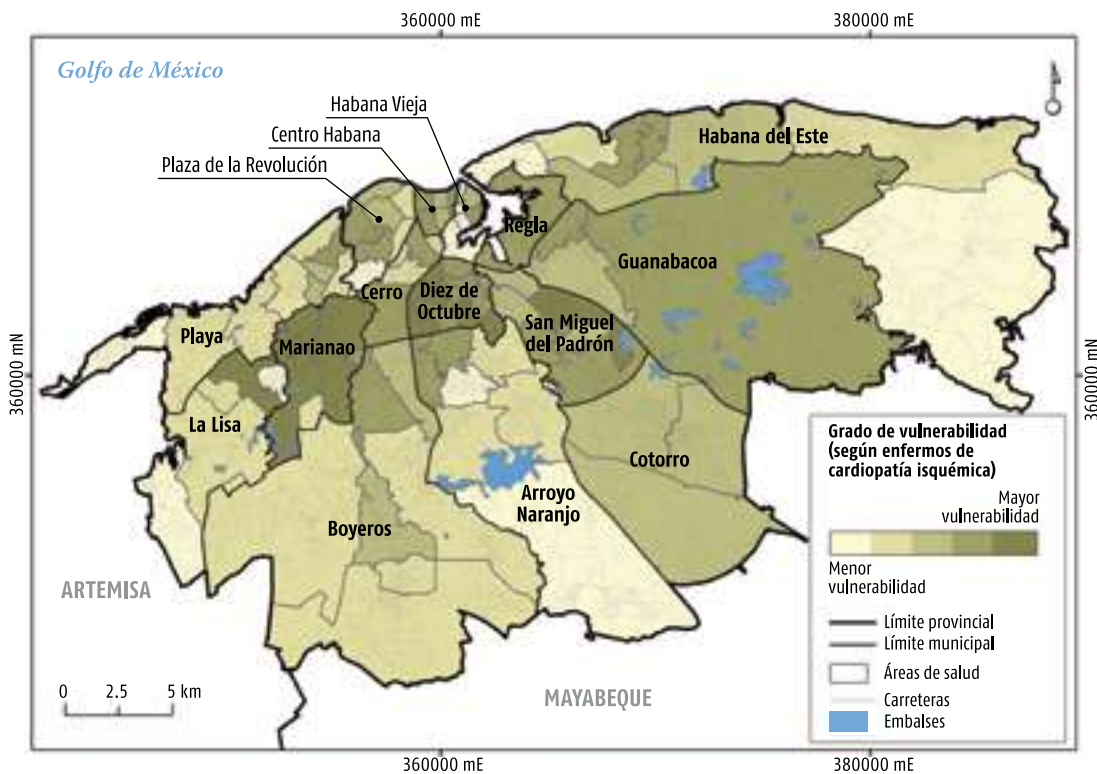 360000 mE
380000 mE
Golfo de México
Habana Vieja
Centro Habana
Plaza de la Revolución
Habana del Este
Regla
Guanabacoa
Cerro
Diez de
Octubre
San Miguel
del Padrón
Playa
Marianao
La Lisa
Cotorro
Arroyo
Naranjo
Boyeros
ARTEMISA
MAYABEQUE
360000 mN
360000 mN
0 2.5 5 km
Grado de vulnerabilidad
(según enfermos de
cardiopatía isquémica)
Mayor
vulnerabilidad
Menor
vulnerabilidad
Límite provincial
Límite municipal
Áreas de salud
Carreteras
Embalses
360000 mE
380000 mE